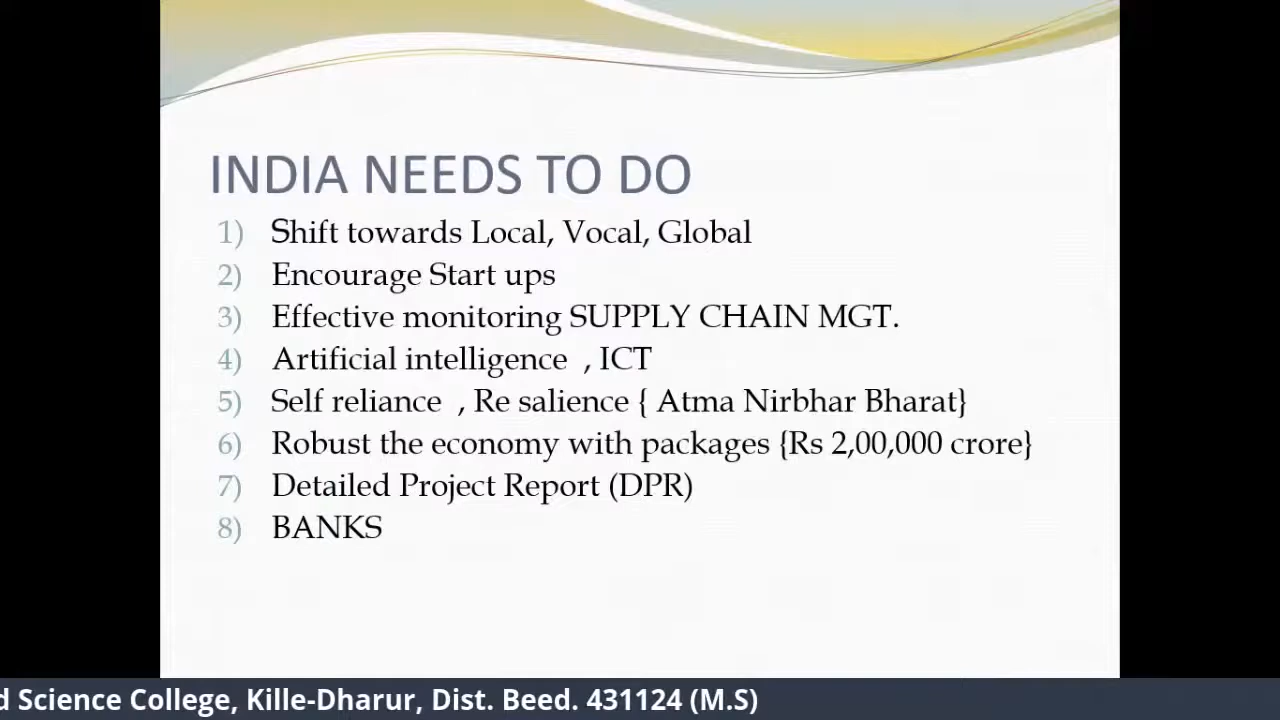 INDIA NEEDS TO DO
1) Shift towards Local, Vocal, Global
2) Encourage Start ups
3) Effective monitoring SUPPLY CHAIN MGT.
4) Artificial intelligence , ICT
5) Self reliance , Re salience { Atma Nirbhar Bharat}
6) Robust the economy with packages {Rs 2,00,000 crore}
7) Detailed Project Report (DPR)
8) BANKS
d Science College, Kille-Dharur, Dist. Beed. 431124 (M.S)